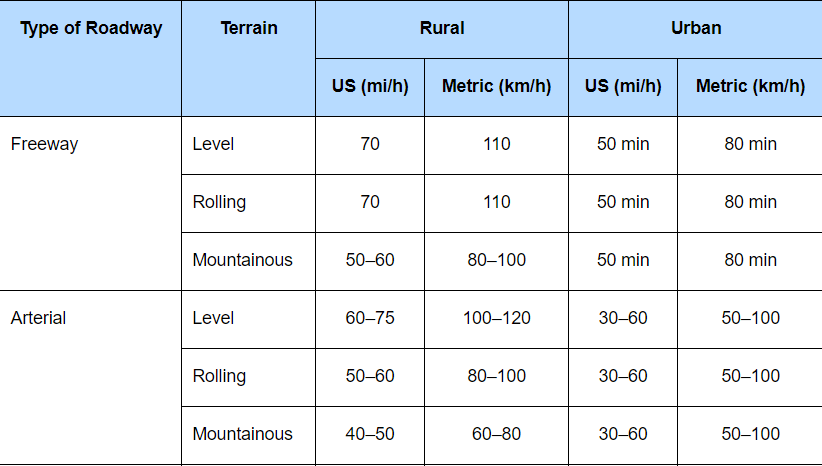 Type of Roadway Terrain Rural Urban
US (mi/h) Metric (km/h) US (mi/h) Metric (km/h)
Freeway Level 70 110 50 min 80 min
Rolling 70 110 50 min 80 min
Mountainous 50–60 80–100 50 min 80 min
Arterial Level 60–75 100–120 30–60 50–100
Rolling 50–60 80–100 30–60 50–100
Mountainous 40–50 60–80 30–60 50–100